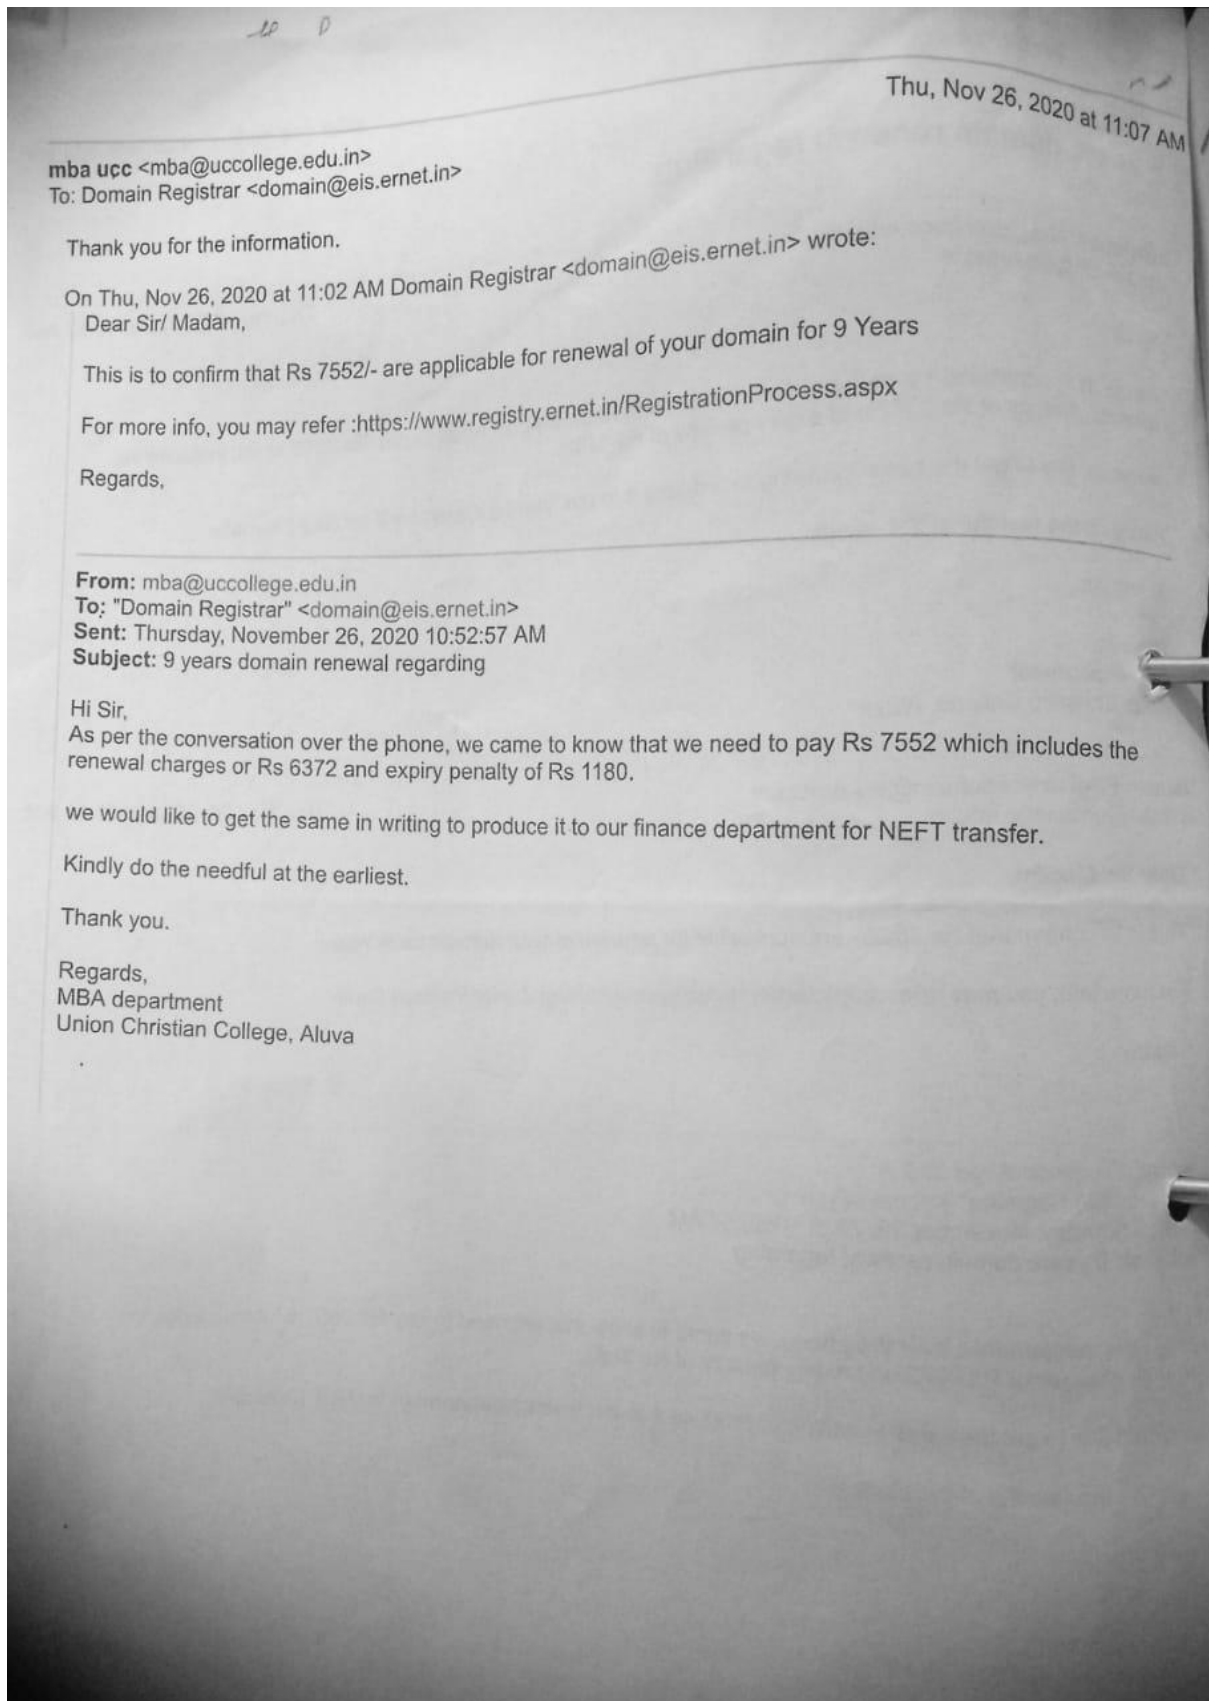 Thu, Nov 26, 2020 at 11:07 AM
mba ucc <mba@uccollege.edu.in>
To: Domain Registrar <domain@eis.ernet.in>
Thank you for the information.
On Thu, Nov 26, 2020 at 11:02 AM Domain Registrar <domain@eis.ernet.in> wrote:
Dear Sir/ Madam,
This is to confirm that Rs 7552/- are applicable for renewal of your domain for 9 Years
For more info, you may refer :https://www.registry.ernet.in/RegistrationProcess.aspx
Regards,
From: mba@uccollege.edu.in
To: "Domain Registrar" <domain@eis.ernet.in>
Sent: Thursday, November 26, 2020 10:52:57 AM
Subject: 9 years domain renewal regarding
Hi Sir,
As per the conversation over the phone, we came to know that we need to pay Rs 7552 which includes the
renewal charges or Rs 6372 and expiry penalty of Rs 1180.
we would like to get the same in writing to produce it to our finance department for NEFT transfer.
Kindly do the needful at the earliest.
Thank you.
Regards,
MBA department
Union Christian College, Aluva